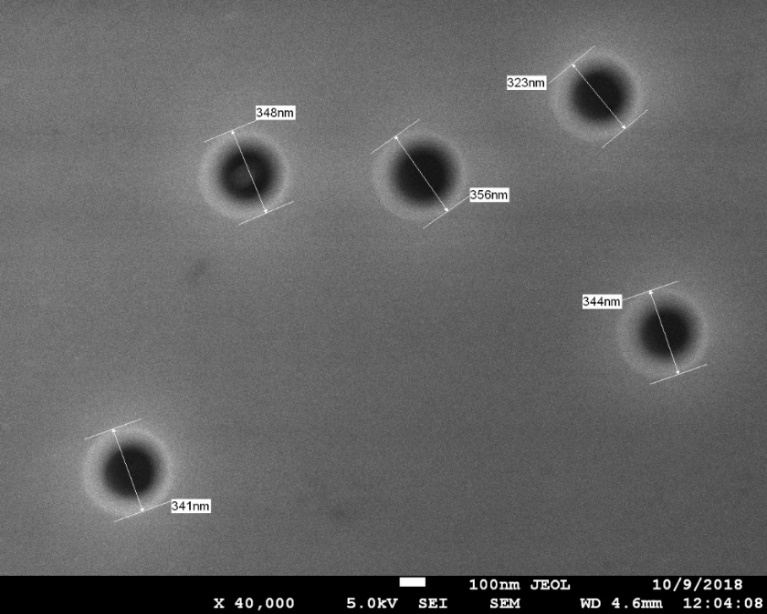 323nm
348nm
356nm
344nm
341nm
100nm JEOL 10/9/2018
X 40,000 5.0kV SEI SEM WD 4.6mm 12:04:08